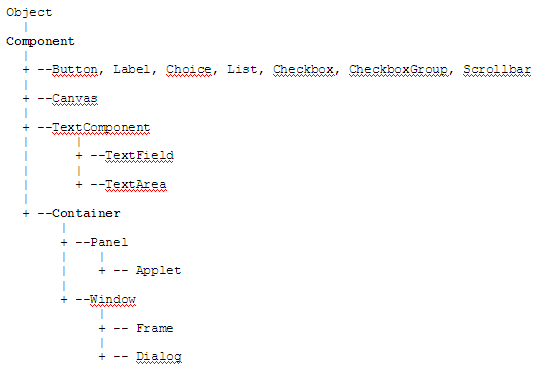 Object
Component
+ --Button, Label, Choice, List, Checkbox, CheckboxGroup, Scrollbar
+ --Canvas
+ --TextComponent
+ --TextField
+ --TextArea
+ --Container
+ --Panel
+ -- Applet
+ --Window
+ -- Frame
+ -- Dialog